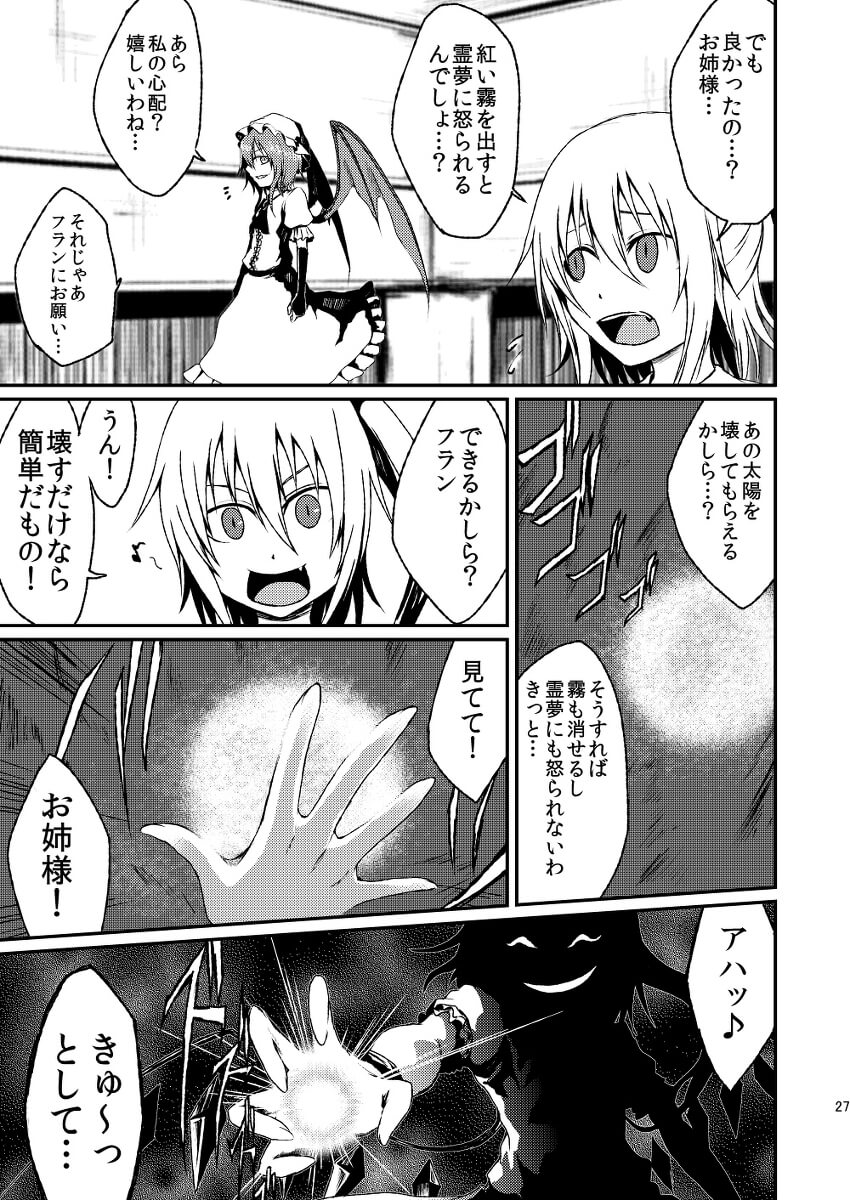 でも
良かったの…？
お姉様…
紅い霧を出すと
霊夢に怒られる
んでしょ…？
あら
私の心配？
嬉しいわね…
それじゃあ
フランにお願い…
あの太陽を
壊してもらえる
かしら…？
ゴゴゴ
そうすれば
霧も消せるし
霊夢にも怒られないわ
きっと…
できるかしら？
フラン
うん！
壊すだけなら
簡単だもの！
見てて！
お姉様！
アハッ♪
きゅ～っ
として…
27